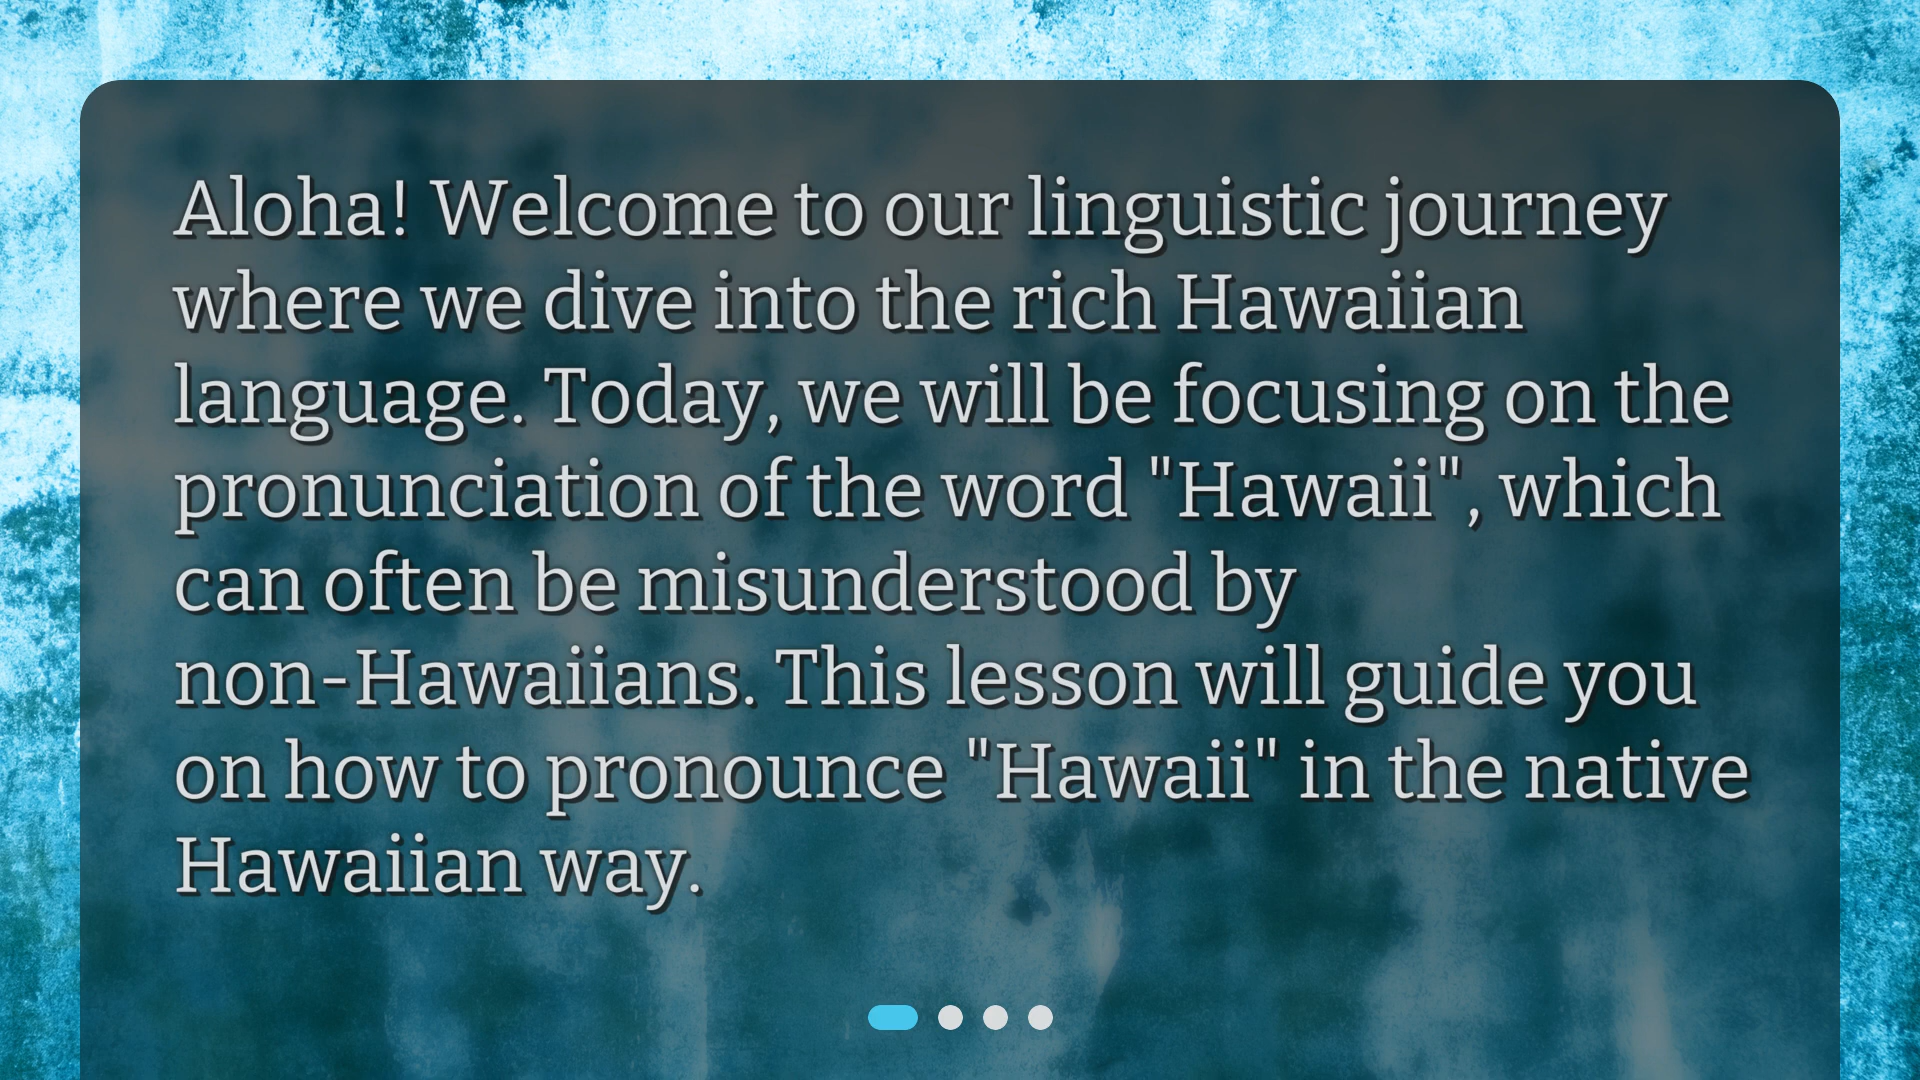 Aloha! Welcome to our linguistic journey
where we dive into the rich Hawaiian
language. Today, we will be focusing on the
pronunciation of the word "Hawaii", which
can often be misunderstood by
non-Hawaiians. This lesson will guide you
on how to pronounce "Hawaii" in the native
Hawaiian way.